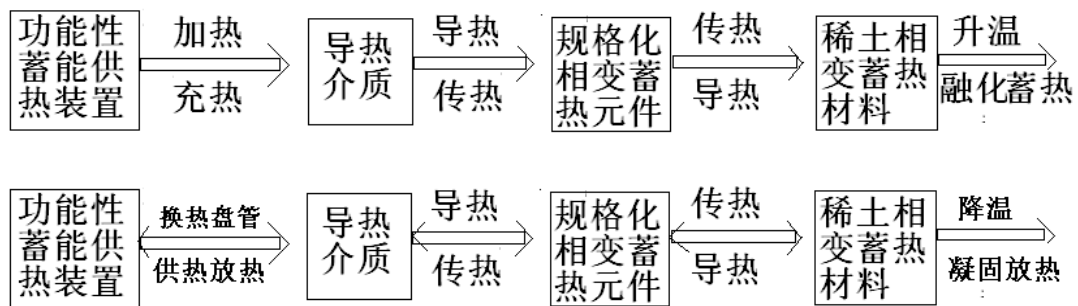 功能性
蓄能供
热装置
加热
充热
导热
介质
导热
传热
规格化
相变蓄
热元件
传热
导热
稀土相
变蓄热
材料
升温
融化蓄热
:
功能性
蓄能供
热装置
换热盘管
供热放热
导热
介质
导热
传热
规格化
相变蓄
热元件
传热
导热
稀土相
变蓄热
材料
降温
凝固放热
: